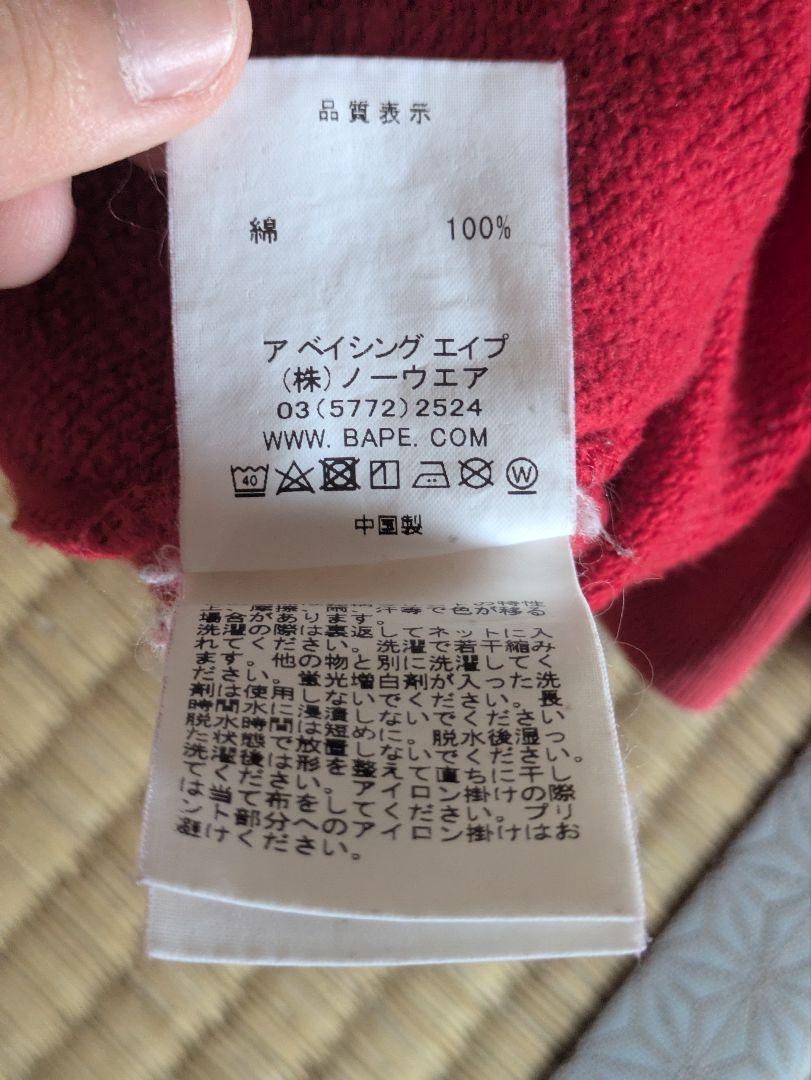 品質表示
綿 100%
ア ベイシング エイプ
(株)ノーウエア
03(5772)2524
WWW. BAPE. COM
40 W
中国製
場合があります。
洗濯の際は裏返してネットに入
れてください。洗濯で若干縮み
ます。他の物と別に洗濯してく
ださい。蛍光増白剤が入った洗
剤は使用しないでください。長
時間水に浸漬しないでください
脱水時間は短めに。脱水後湿っ
た状態で放置しないでください。
洗濯後は形を整えて直ちに干し
てください。アイロン掛けの際
は当て布をしてください。プリ
ント部分へのアイロン掛けはお
避けください。